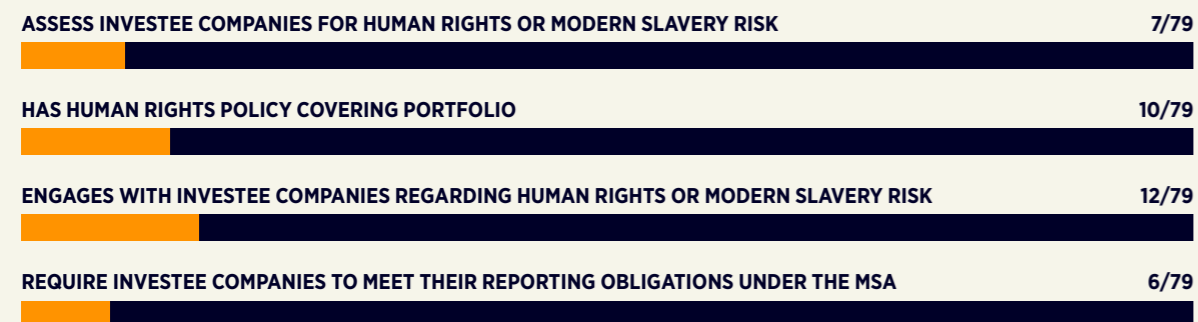 ASSESS INVESTEE COMPANIES FOR HUMAN RIGHTS OR MODERN SLAVERY RISK 7/79
HAS HUMAN RIGHTS POLICY COVERING PORTFOLIO 10/79
ENGAGES WITH INVESTEE COMPANIES REGARDING HUMAN RIGHTS OR MODERN SLAVERY RISK 12/79
REQUIRE INVESTEE COMPANIES TO MEET THEIR REPORTING OBLIGATIONS UNDER THE MSA 6/79